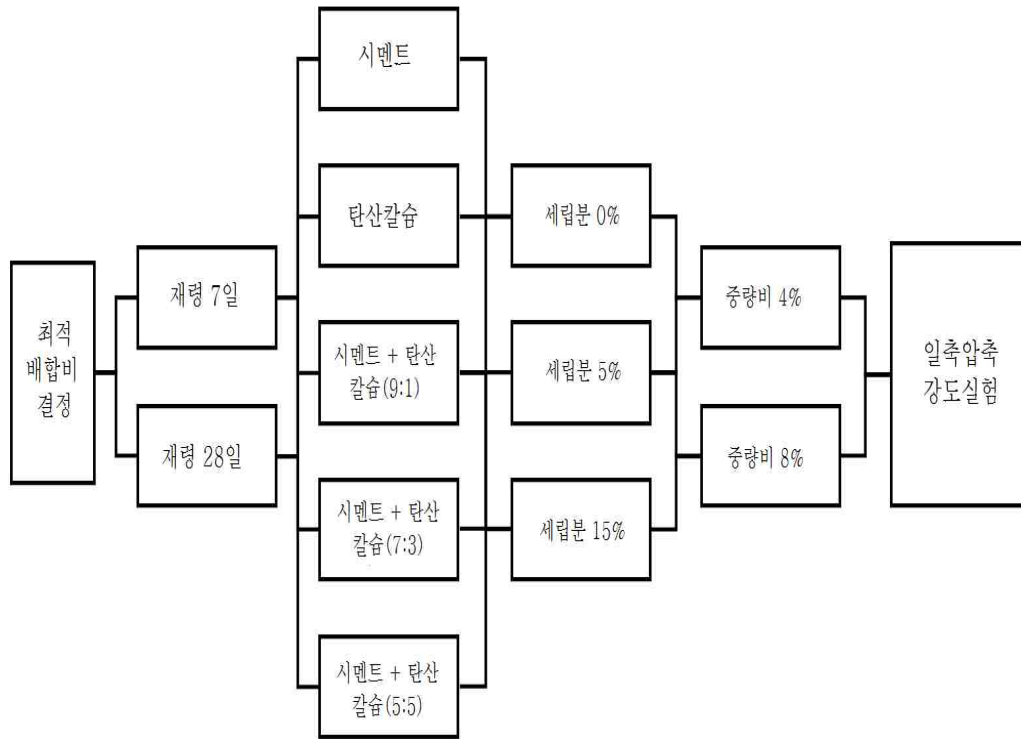 최적
배합비
결정
재령 7일
재령 28일
시멘트
탄산칼슘
시멘트 + 탄산
칼슘(9:1)
시멘트 + 탄산
칼슘(7:3)
시멘트 + 탄산
칼슘(5:5)
세립분 0%
세립분 5%
세립분 15%
중량비 4%
중량비 8%
일축압축
강도실험